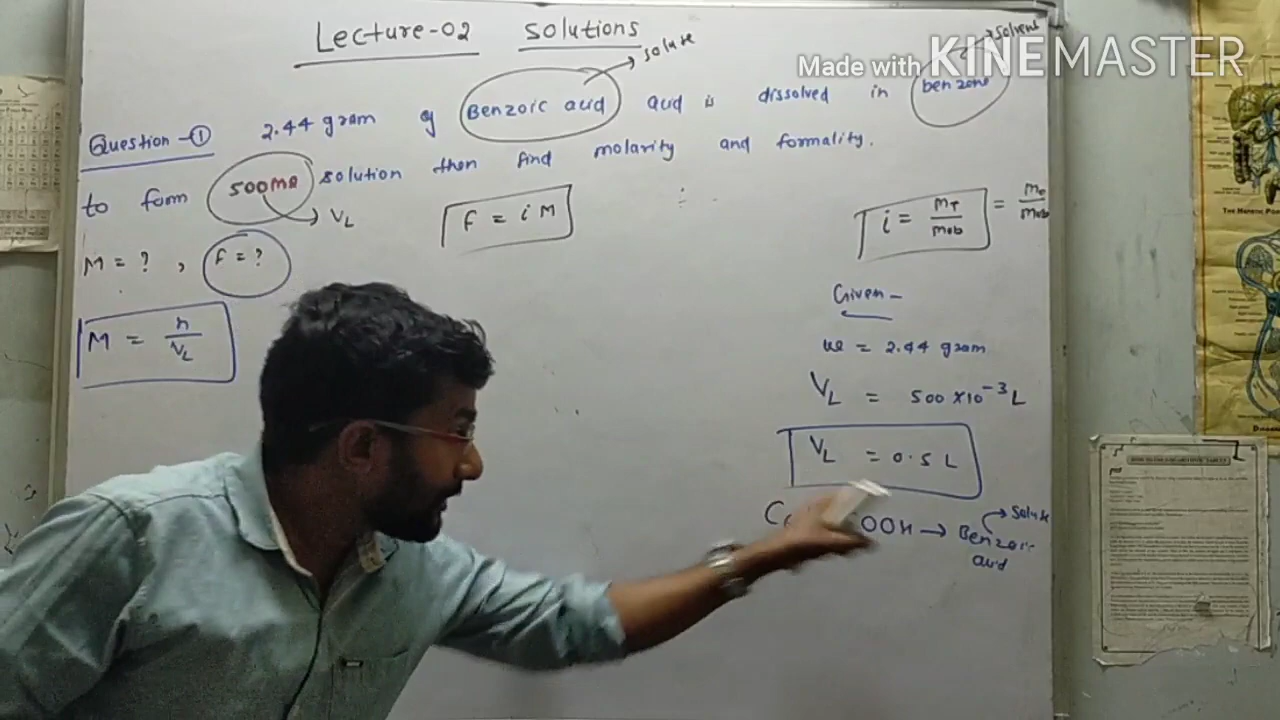 Lecture-02 Solutions
Made with KINEMASTER
solute
solvent
Question-① 2.44 gram of Benzoic acid acid is dissolved in benzene
to form 500ml solution then find molarity and formality.
VL
M = ? , f = ?
f = i M
i = MT/Mob = MT/Mob
M = n/VL
Given -
w = 2.44 gram
VL = 500 × 10⁻³ L
VL = 0.5 L
OOH → Benzoic acid
Solute